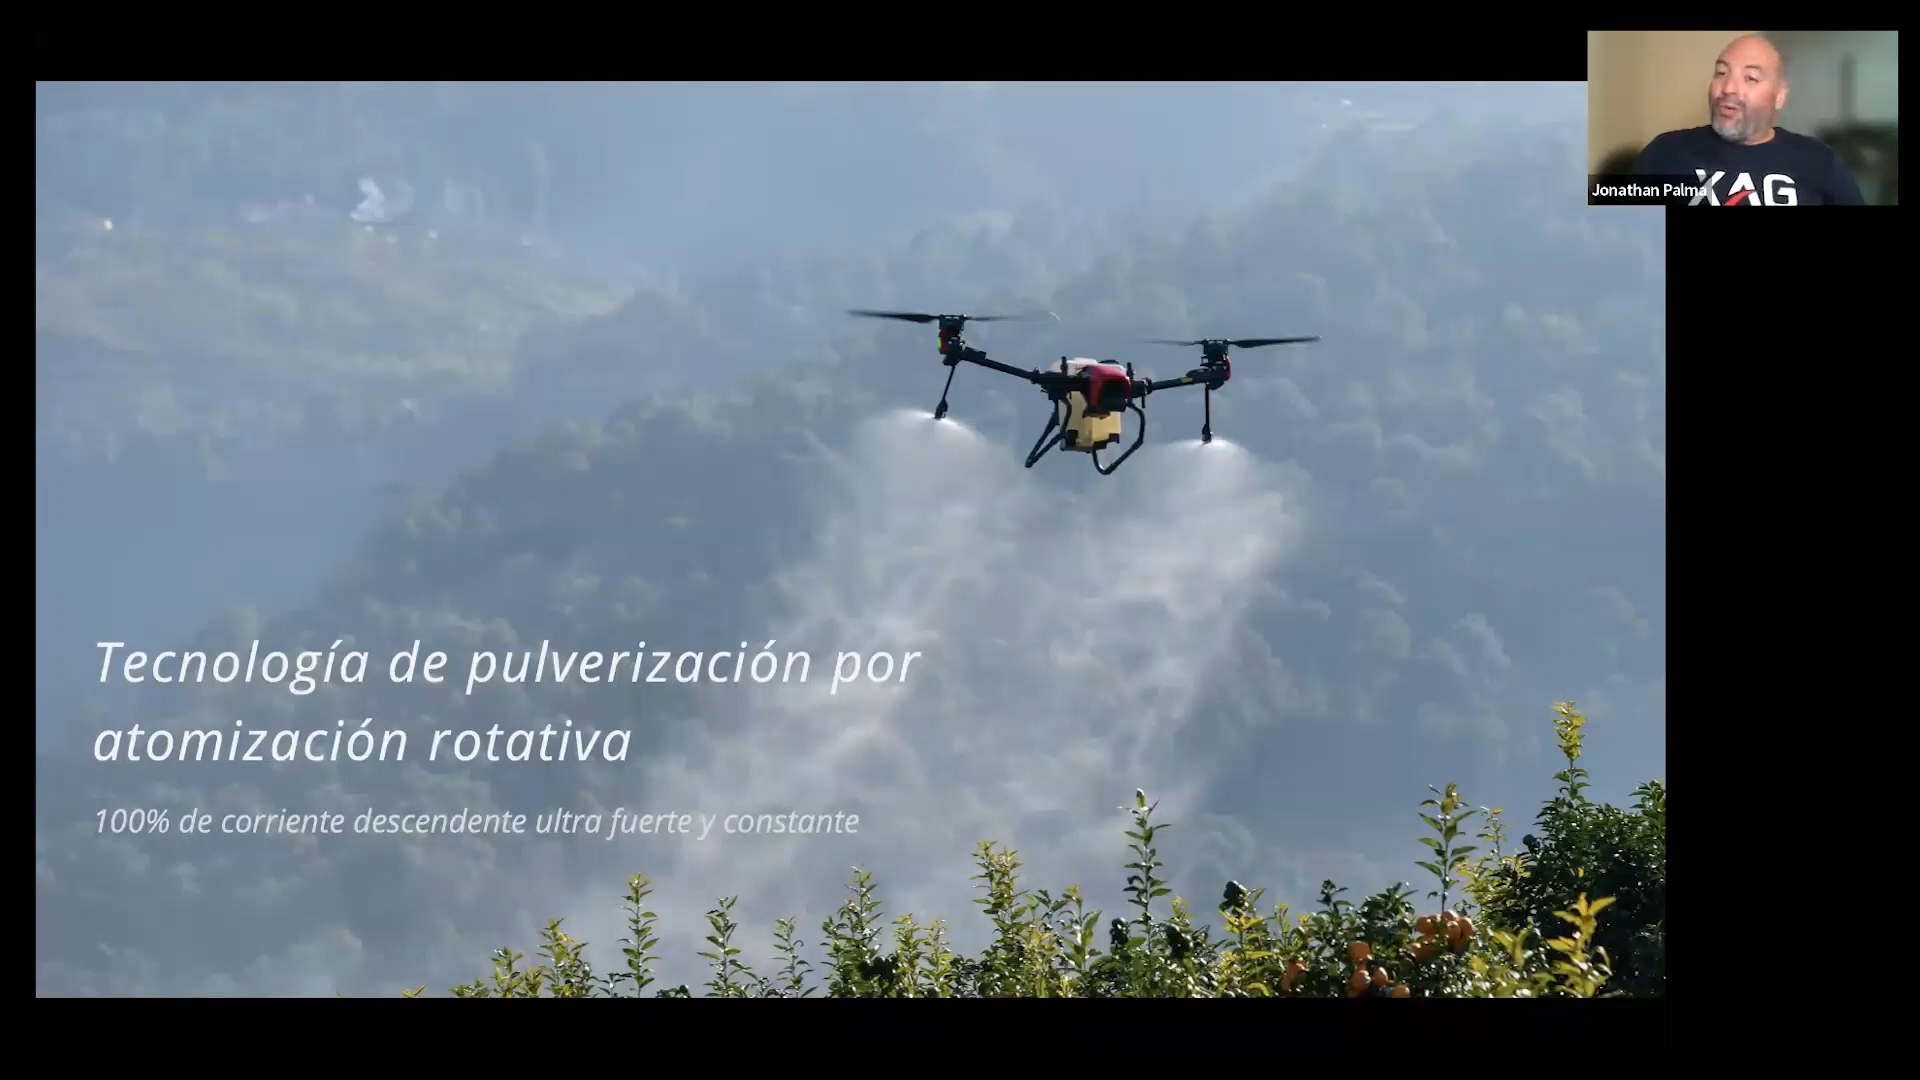 Jonathan Palma
XAG
Tecnología de pulverización por
atomización rotativa
100% de corriente descendente ultra fuerte y constante